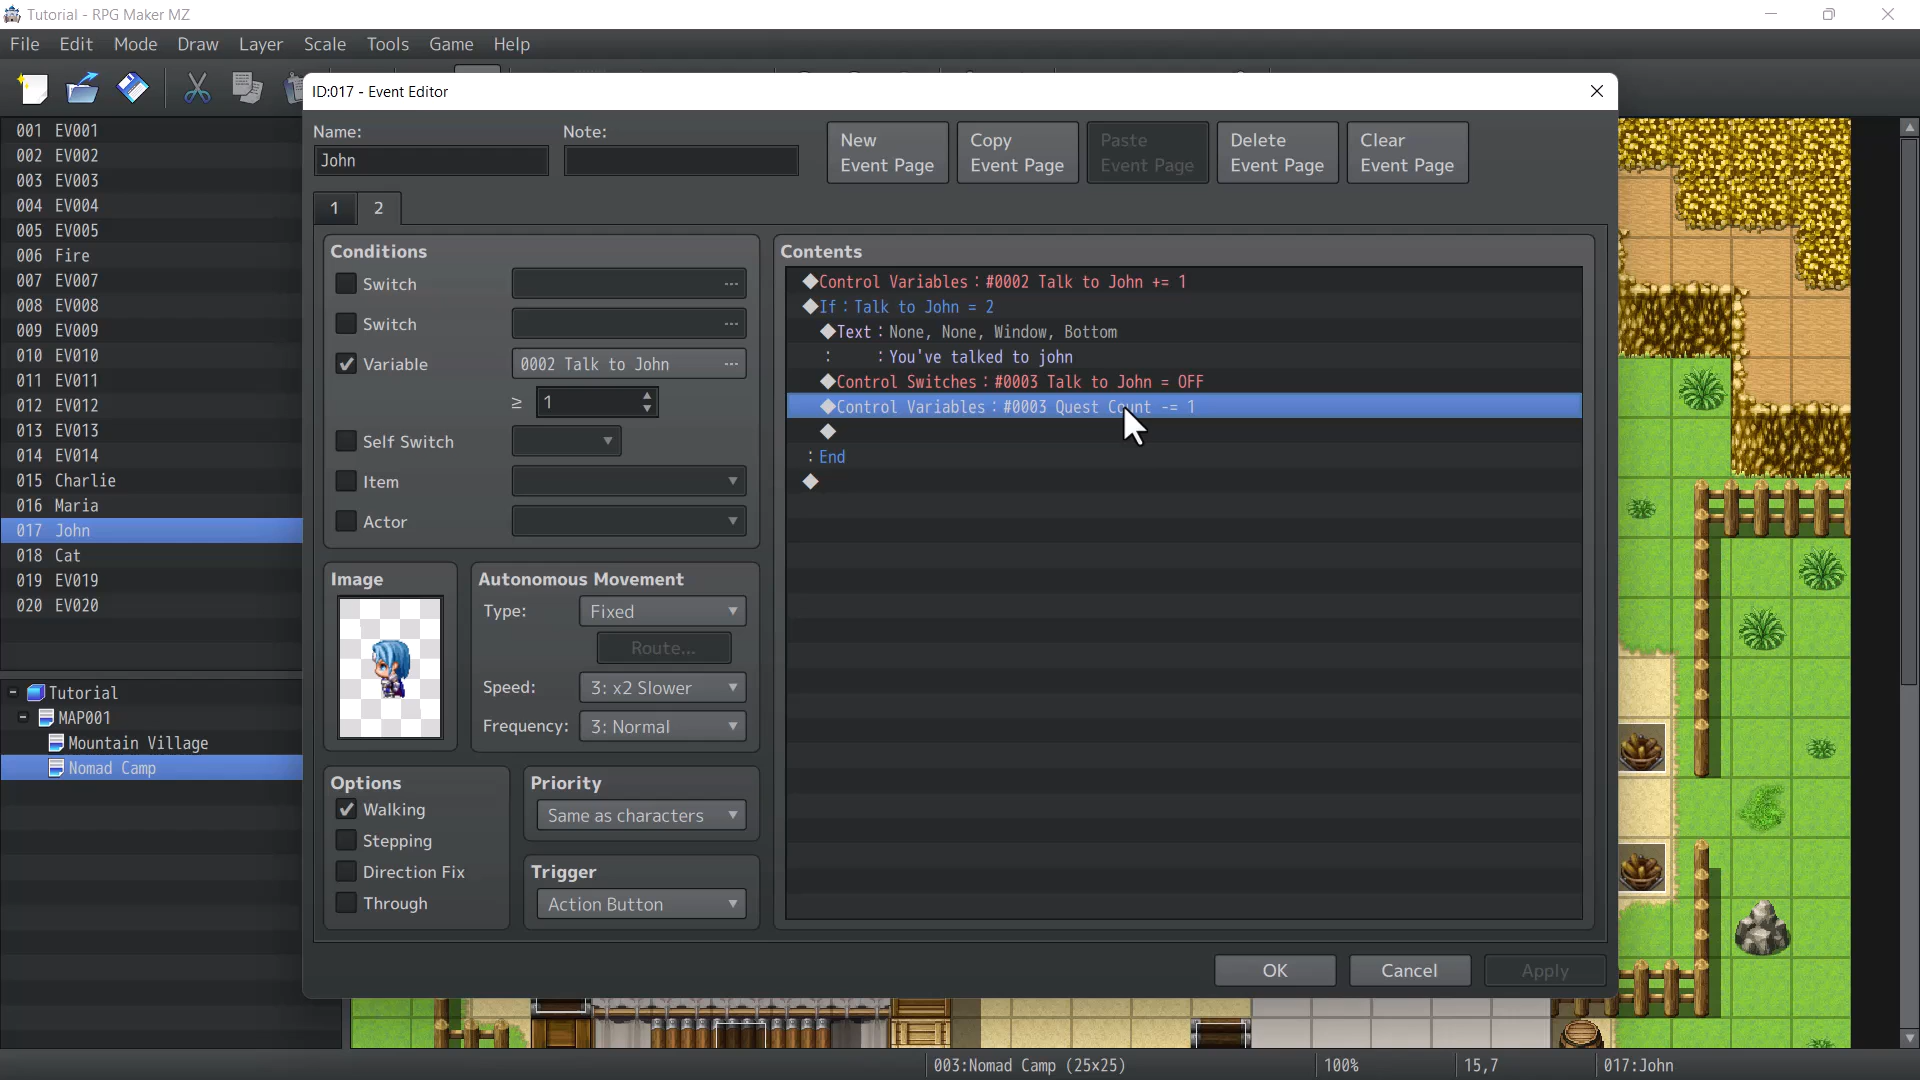 Tutorial - RPG Maker MZ
File Edit Mode Draw Layer Scale Tools Game Help
ID:017 - Event Editor
Name:
Note:
John
New Event Page
Copy Event Page
Paste Event Page
Delete Event Page
Clear Event Page
001 EV001
002 EV002
003 EV003
004 EV004
005 EV005
006 Fire
007 EV007
008 EV008
009 EV009
010 EV010
011 EV011
012 EV012
013 EV013
014 EV014
015 Charlie
016 Maria
017 John
018 Cat
019 EV019
020 EV020
Tutorial
MAP001
Mountain Village
Nomad Camp
1 2
Conditions
Switch ...
Switch ...
Variable 0002 Talk to John ...
≥ 1
Self Switch
Item
Actor
Image
Autonomous Movement
Type: Fixed
Route...
Speed: 3: x2 Slower
Frequency: 3: Normal
Options
Walking
Stepping
Direction Fix
Through
Priority
Same as characters
Trigger
Action Button
Contents
◆Control Variables : #0002 Talk to John += 1
◆If : Talk to John = 2
◆Text : None, None, Window, Bottom
: : You've talked to john
◆Control Switches : #0003 Talk to John = OFF
◆Control Variables : #0003 Quest Count -= 1
◆
: End
◆
OK Cancel Apply
003:Nomad Camp (25x25) 100% 15,7 017:John